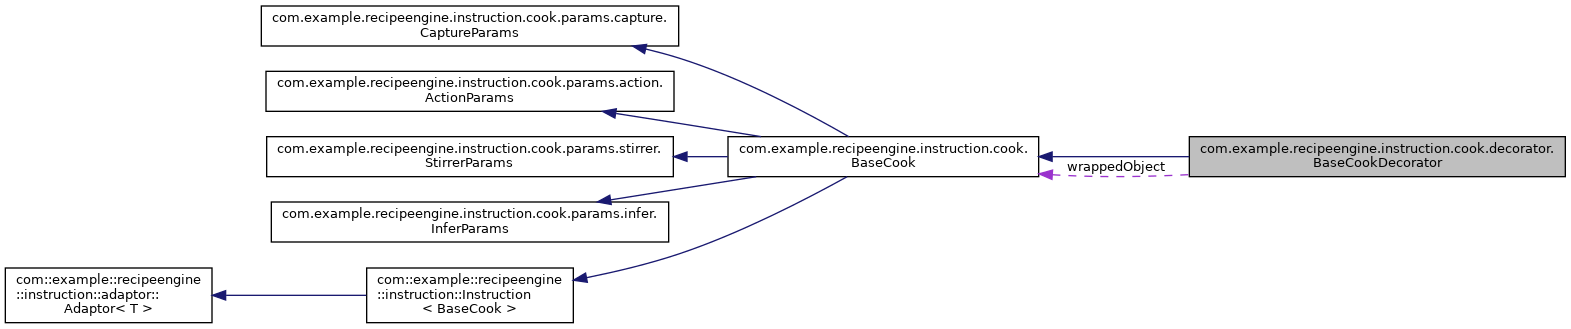 com.example.recipeengine.instruction.cook.params.capture.
CaptureParams
com.example.recipeengine.instruction.cook.params.action.
ActionParams
com.example.recipeengine.instruction.cook.params.stirrer.
StirrerParams
com.example.recipeengine.instruction.cook.
BaseCook
com.example.recipeengine.instruction.cook.decorator.
BaseCookDecorator
wrappedObject
com.example.recipeengine.instruction.cook.params.infer.
InferParams
com::example::recipeengine
::instruction::adaptor::
Adaptor< T >
com::example::recipeengine
::instruction::Instruction
< BaseCook >